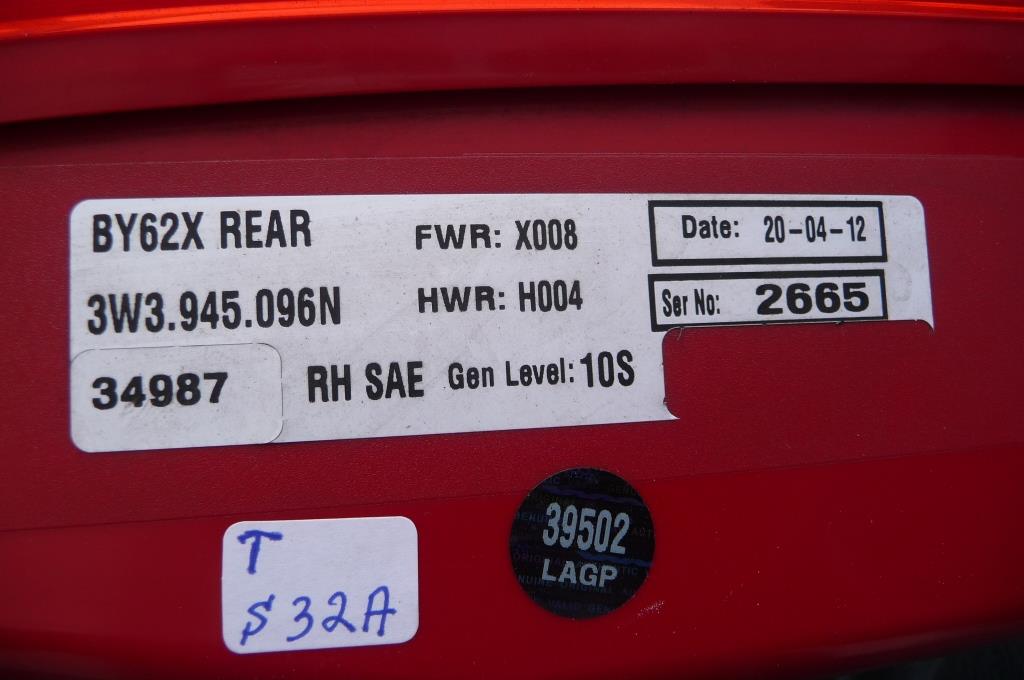 BY62X REAR
FWR: X008
Date: 20-04-12
3W3.945.096N
HWR: H004
Ser No: 2665
34987
RH SAE
Gen Level: 10S
39502
LAGP
T
S 32A